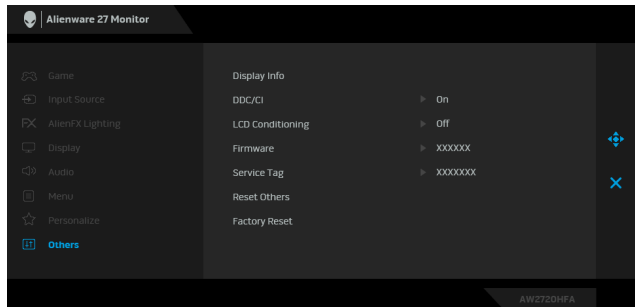 Alienware 27 Monitor
Game
Input Source
AlienFX Lighting
Display
Audio
Menu
Personalize
Others
Display Info
DDC/CI On
LCD Conditioning Off
Firmware XXXXXX
Service Tag XXXXXXX
Reset Others
Factory Reset
AW2720HFA